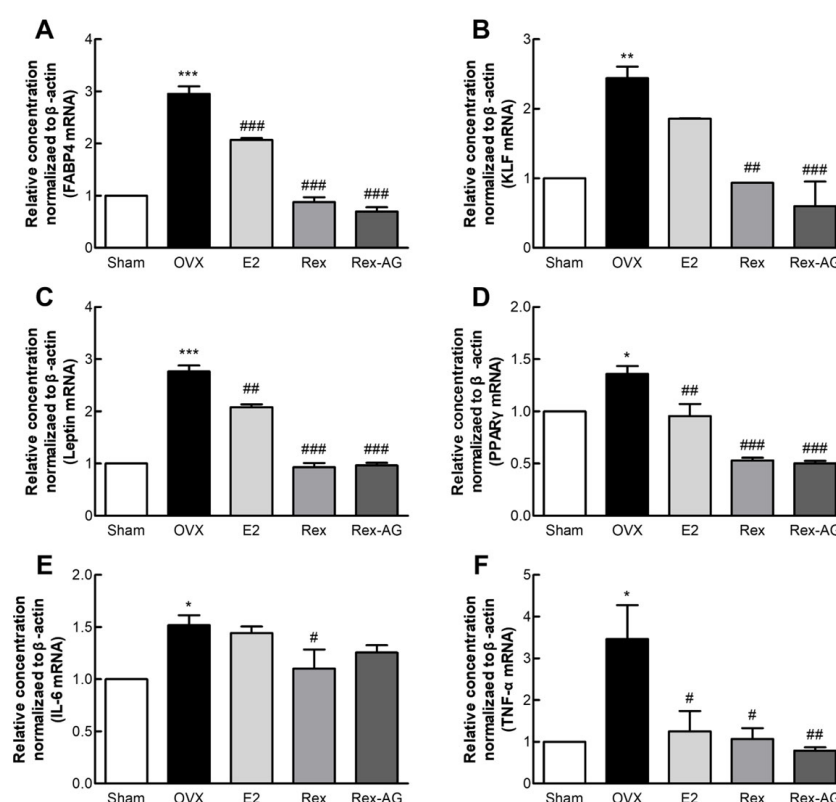 A
Relative concentration
normalizaed to β-actin
(FABP4 mRNA)
4
3
2
1
0
***
###
###
###
Sham OVX E2 Rex Rex-AG
B
Relative concentration
normalizaed to β-actin
(KLF mRNA)
3
2
1
0
**
##
###
Sham OVX E2 Rex Rex-AG
C
Relative concentration
normalizaed to β -actin
(Leptin mRNA)
4
3
2
1
0
***
##
###
###
Sham OVX E2 Rex Rex-AG
D
Relative concentration
normalizaed to β -actin
(PPARγ mRNA)
2.0
1.5
1.0
0.5
0.0
*
##
###
###
Sham OVX E2 Rex Rex-AG
E
Relative concentration
normalizaed to β -actin
(IL-6 mRNA)
2.0
1.5
1.0
0.5
0.0
*
#
Sham OVX E2 Rex Rex-AG
F
Relative concentration
normalizaed to β -actin
(TNF-α mRNA)
5
4
3
2
1
0
*
#
#
##
Sham OVX E2 Rex Rex-AG